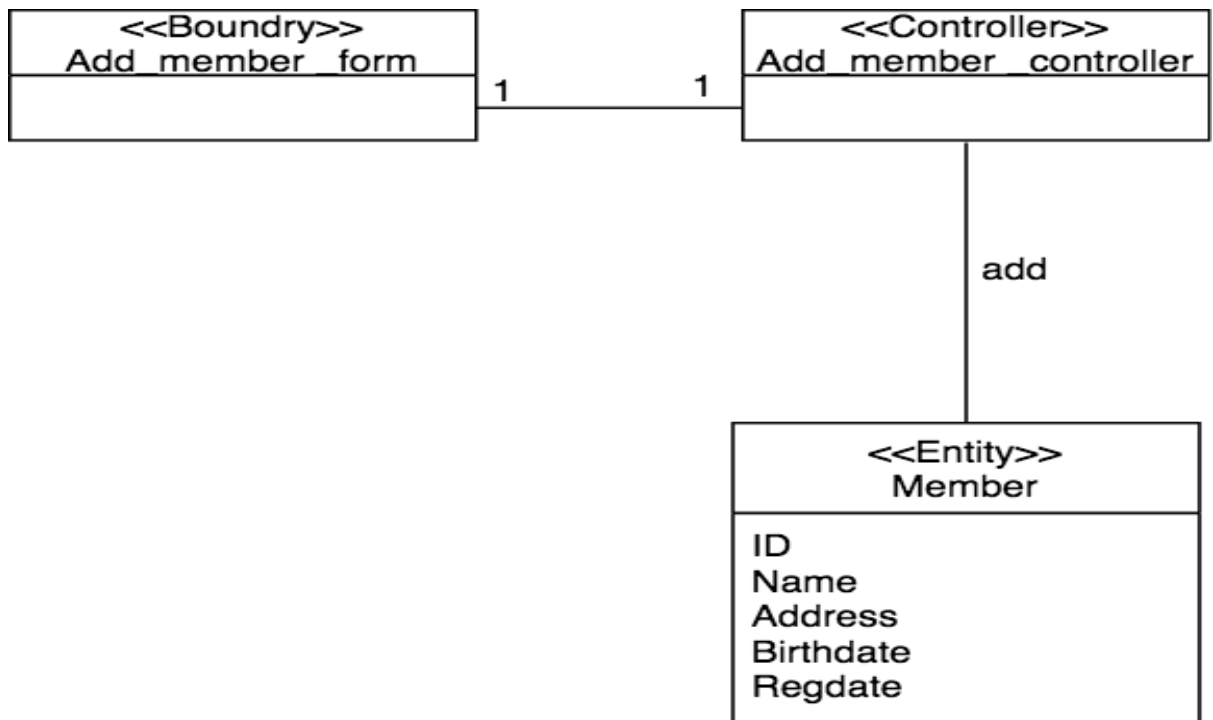 <<Boundry>>
Add_member _form
<<Controller>>
Add_member _controller
1
1
add
<<Entity>>
Member
ID
Name
Address
Birthdate
Regdate